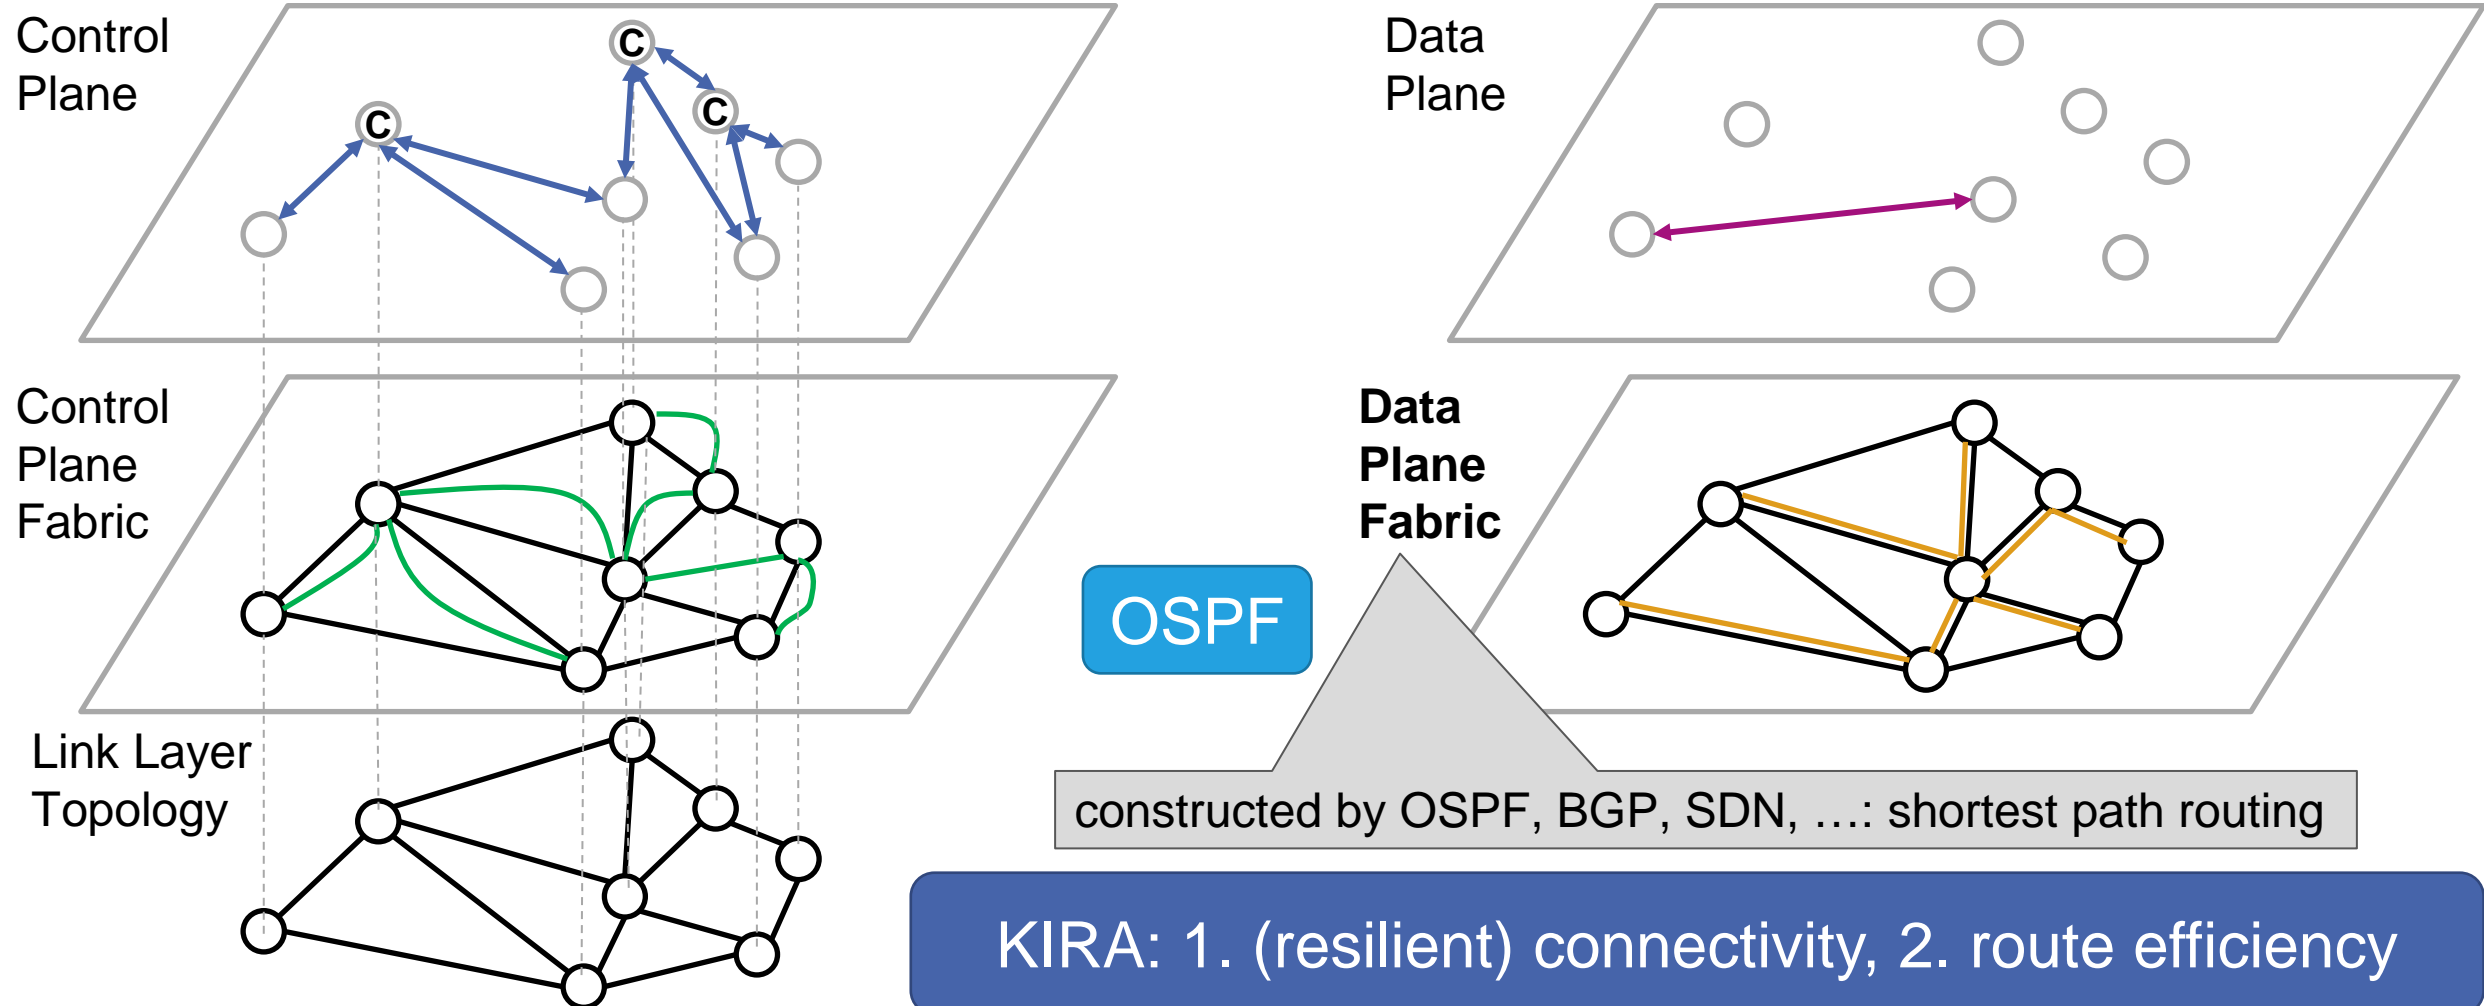 Control
Plane
C
C
C
Data
Plane
Control
Plane
Fabric
Data
Plane
Fabric
OSPF
Link Layer
Topology
constructed by OSPF, BGP, SDN, …: shortest path routing
KIRA: 1. (resilient) connectivity, 2. route efficiency